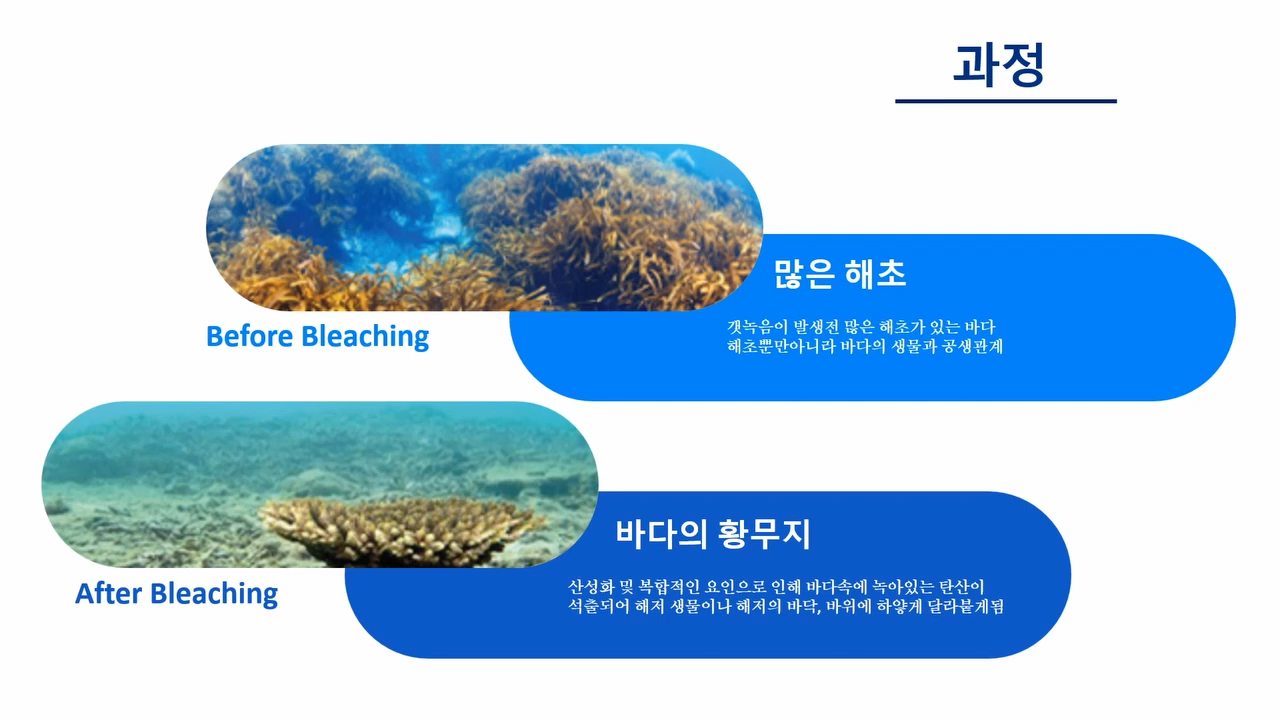 과정
많은 해초
갯녹음이 발생전 많은 해초가 있는 바다
해초뿐만아니라 바다의 생물과 공생관계
Before Bleaching
바다의 황무지
산성화 및 복합적인 요인으로 인해 바다속에 녹아있는 탄산이
석출되어 해저 생물이나 해저의 바닥, 바위에 하얗게 달라붙게됨
After Bleaching